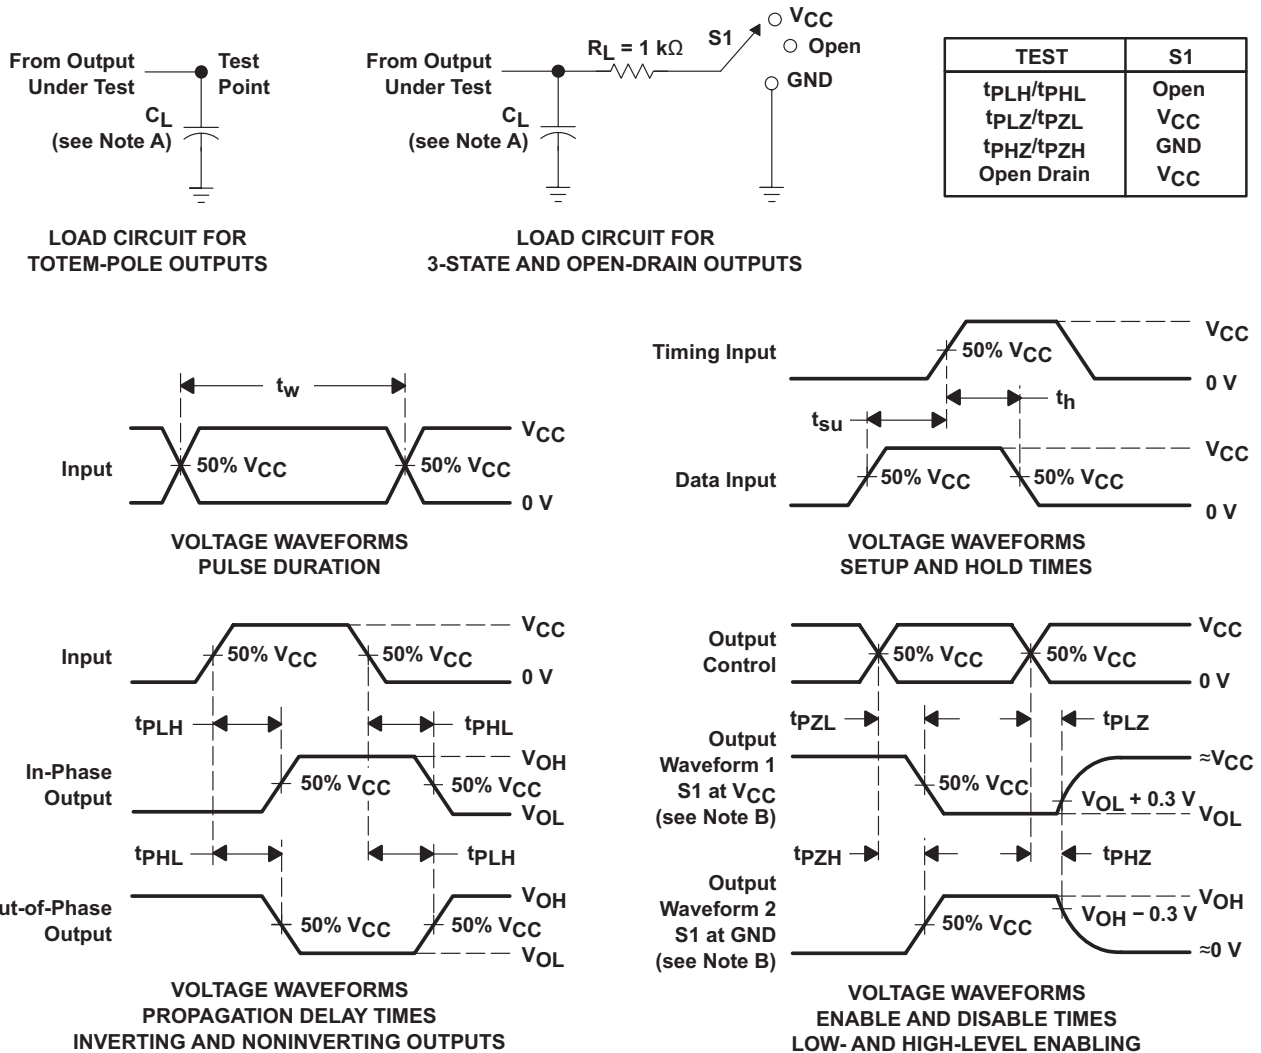 From Output
Under Test
Test
Point
CL
(see Note A)
LOAD CIRCUIT FOR
TOTEM-POLE OUTPUTS
From Output
Under Test
RL = 1 kΩ
S1
VCC
Open
GND
CL
(see Note A)
LOAD CIRCUIT FOR
3-STATE AND OPEN-DRAIN OUTPUTS
TEST S1
tPLH/tPHL Open
tPLZ/tPZL VCC
tPHZ/tPZH GND
Open Drain VCC
tw
Input
50% VCC
50% VCC
VCC
0 V
VOLTAGE WAVEFORMS
PULSE DURATION
Timing Input
50% VCC
VCC
0 V
tsu
th
Data Input
50% VCC
50% VCC
VCC
0 V
VOLTAGE WAVEFORMS
SETUP AND HOLD TIMES
Input
50% VCC
50% VCC
VCC
0 V
tPLH
tPHL
In-Phase
Output
50% VCC
50% VCC
VOH
VOL
tPHL
tPLH
ut-of-Phase
Output
50% VCC
50% VCC
VOH
VOL
VOLTAGE WAVEFORMS
PROPAGATION DELAY TIMES
INVERTING AND NONINVERTING OUTPUTS
Output
Control
50% VCC
50% VCC
VCC
0 V
tPZL
tPLZ
Output
Waveform 1
S1 at VCC
(see Note B)
50% VCC
≈VCC
VOL + 0.3 V
VOL
tPZH
tPHZ
Output
Waveform 2
S1 at GND
(see Note B)
50% VCC
VOH
VOH − 0.3 V
≈0 V
VOLTAGE WAVEFORMS
ENABLE AND DISABLE TIMES
LOW- AND HIGH-LEVEL ENABLING